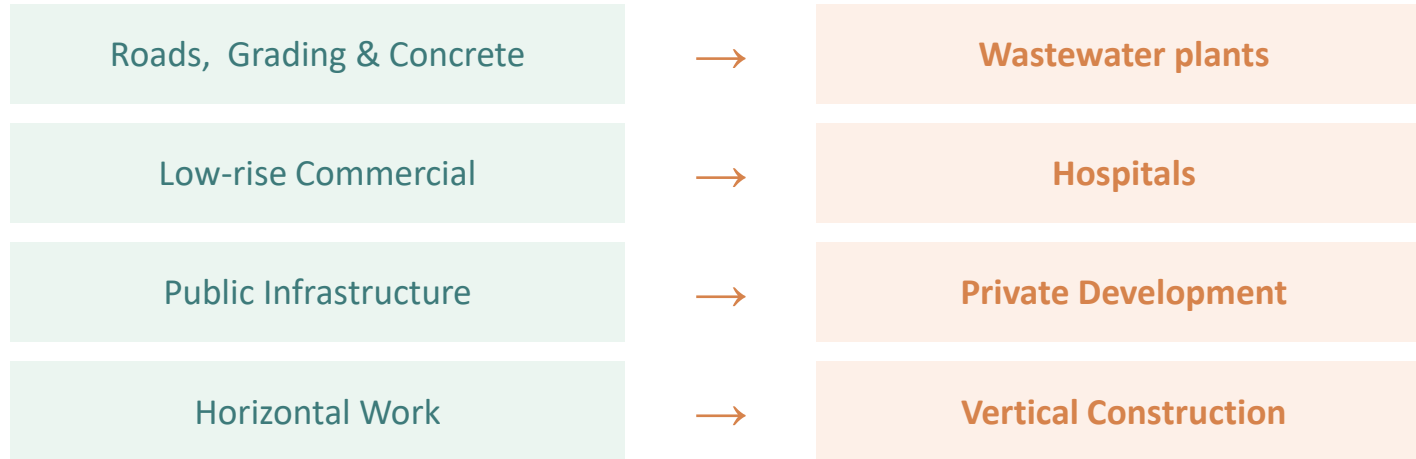 Roads,  Grading & Concrete → Wastewater plants
Low-rise Commercial → Hospitals
Public Infrastructure → Private Development
Horizontal Work → Vertical Construction